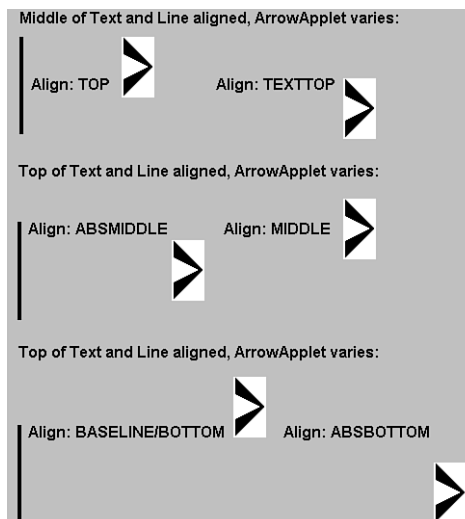 Middle of Text and Line aligned, ArrowApplet varies:
Align: TOP Align: TEXTTOP
Top of Text and Line aligned, ArrowApplet varies:
Align: ABSMIDDLE Align: MIDDLE
Top of Text and Line aligned, ArrowApplet varies:
Align: BASELINE/BOTTOM Align: ABSBOTTOM